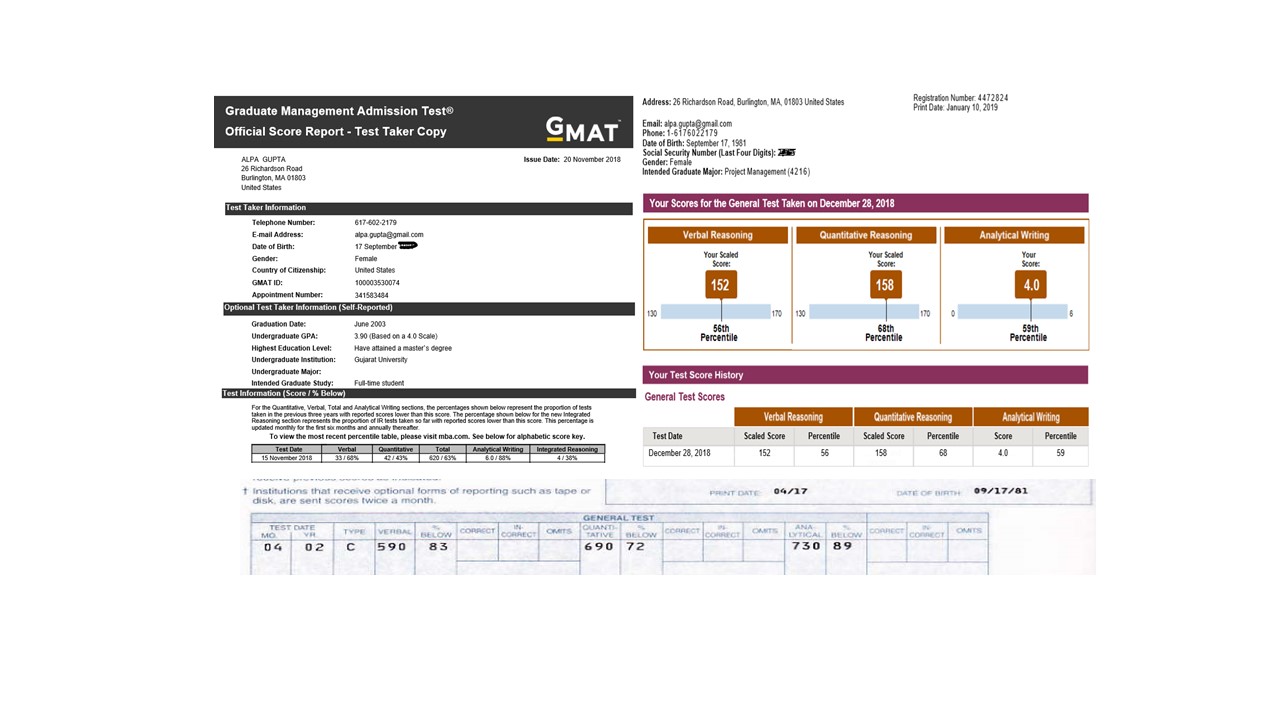 Graduate Management Admission Test®
Official Score Report - Test Taker Copy
GMAT™
ALPA GUPTA
26 Richardson Road
Burlington, MA 01803
United States
Issue Date: 20 November 2018
Test Taker Information
Telephone Number: 617-602-2179
E-mail Address: alpa.gupta@gmail.com
Date of Birth: 17 September
Gender: Female
Country of Citizenship: United States
GMAT ID: 100003530074
Appointment Number: 341583484
Optional Test Taker Information (Self-Reported)
Graduation Date: June 2003
Undergraduate GPA: 3.90 (Based on a 4.0 Scale)
Highest Education Level: Have attained a master's degree
Undergraduate Institution: Gujarat University
Undergraduate Major:
Intended Graduate Study: Full-time student
Test Information (Score / % Below)
For the Quantitative, Verbal, Total and Analytical Writing sections, the percentages shown below represent the proportion of tests
taken in the previous three years with reported scores lower than this score. The percentage shown below for the new Integrated
Reasoning section represents the proportion of IR tests taken so far with reported scores lower than this score. This percentage is
updated monthly for the first six months and annually thereafter.
To view the most recent percentile table, please visit mba.com. See below for alphabetic score key.
Test Date Verbal Quantitative Total Analytical Writing Integrated Reasoning
15 November 2018 33 / 68% 42 / 43% 620 / 63% 6.0 / 88% 4 / 38%
Address: 26 Richardson Road, Burlington, MA, 01803 United States
Registration Number: 4472824
Print Date: January 10, 2019
Email: alpa.gupta@gmail.com
Phone: 1-6176022179
Date of Birth: September 17, 1981
Social Security Number (Last Four Digits):
Gender: Female
Intended Graduate Major: Project Management (4216)
Your Scores for the General Test Taken on December 28, 2018
Verbal Reasoning Quantitative Reasoning Analytical Writing
Your Scaled Your Scaled Your
Score: Score: Score:
152 158 4.0
130 170 130 170 0 6
56th 68th 59th
Percentile Percentile Percentile
Your Test Score History
General Test Scores
Verbal Reasoning Quantitative Reasoning Analytical Writing
Test Date Scaled Score Percentile Scaled Score Percentile Score Percentile
December 28, 2018 152 56 158 68 4.0 59
† Institutions that receive optional forms of reporting such as tape or
disk, are sent scores twice a month.
PRINT DATE: 04/17 DATE OF BIRTH: 09/17/81
GENERAL TEST
TEST DATE
MO. YR. TYPE VERBAL % BELOW CORRECT IN-CORRECT OMITS QUANTI-TATIVE % BELOW CORRECT IN-CORRECT OMITS ANA-LYTICAL % BELOW CORRECT IN-CORRECT OMITS
04 02 C 590 83 690 72 730 89